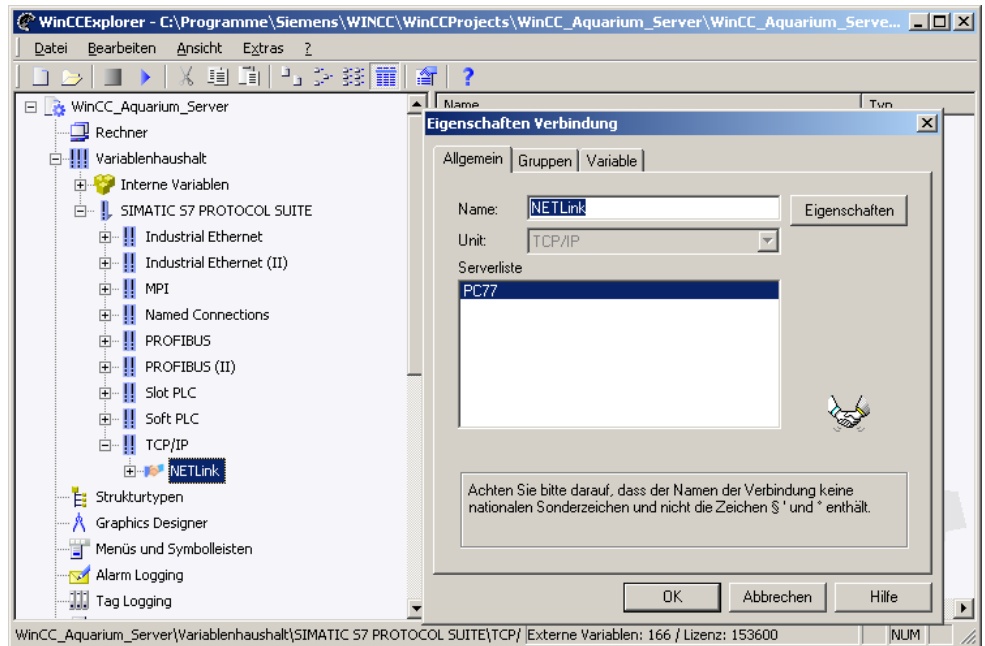 WinCCExplorer - C:\Programme\Siemens\WINCC\WinCCProjects\WinCC_Aquarium_Server\WinCC_Aquarium_Serve...
Datei Bearbeiten Ansicht Extras ?
WinCC_Aquarium_Server
Rechner
Variablenhaushalt
Interne Variablen
SIMATIC S7 PROTOCOL SUITE
Industrial Ethernet
Industrial Ethernet (II)
MPI
Named Connections
PROFIBUS
PROFIBUS (II)
Slot PLC
Soft PLC
TCP/IP
NETLink
Strukturtypen
Graphics Designer
Menüs und Symbolleisten
Alarm Logging
Tag Logging
Name Typ
Eigenschaften Verbindung
Allgemein Gruppen Variable
Name: NETLink Eigenschaften
Unit: TCP/IP
Serverliste
PC77
Achten Sie bitte darauf, dass der Namen der Verbindung keine
nationalen Sonderzeichen und nicht die Zeichen § ' und " enthält.
OK Abbrechen Hilfe
WinCC_Aquarium_Server\Variablenhaushalt\SIMATIC S7 PROTOCOL SUITE\TCP/ Externe Variablen: 166 / Lizenz: 153600 NUM